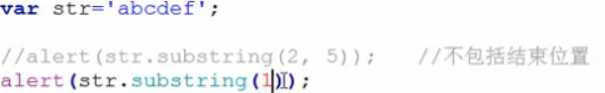 var str='abcdef';
//alert(str.substring(2, 5));   //不包括结束位置
alert(str.substring(1));